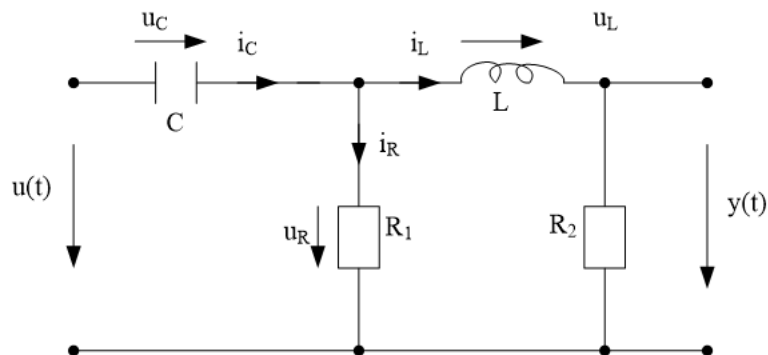 u_C
i_C
i_L
u_L
C
L
i_R
u(t)
u_R
R_1
R_2
y(t)